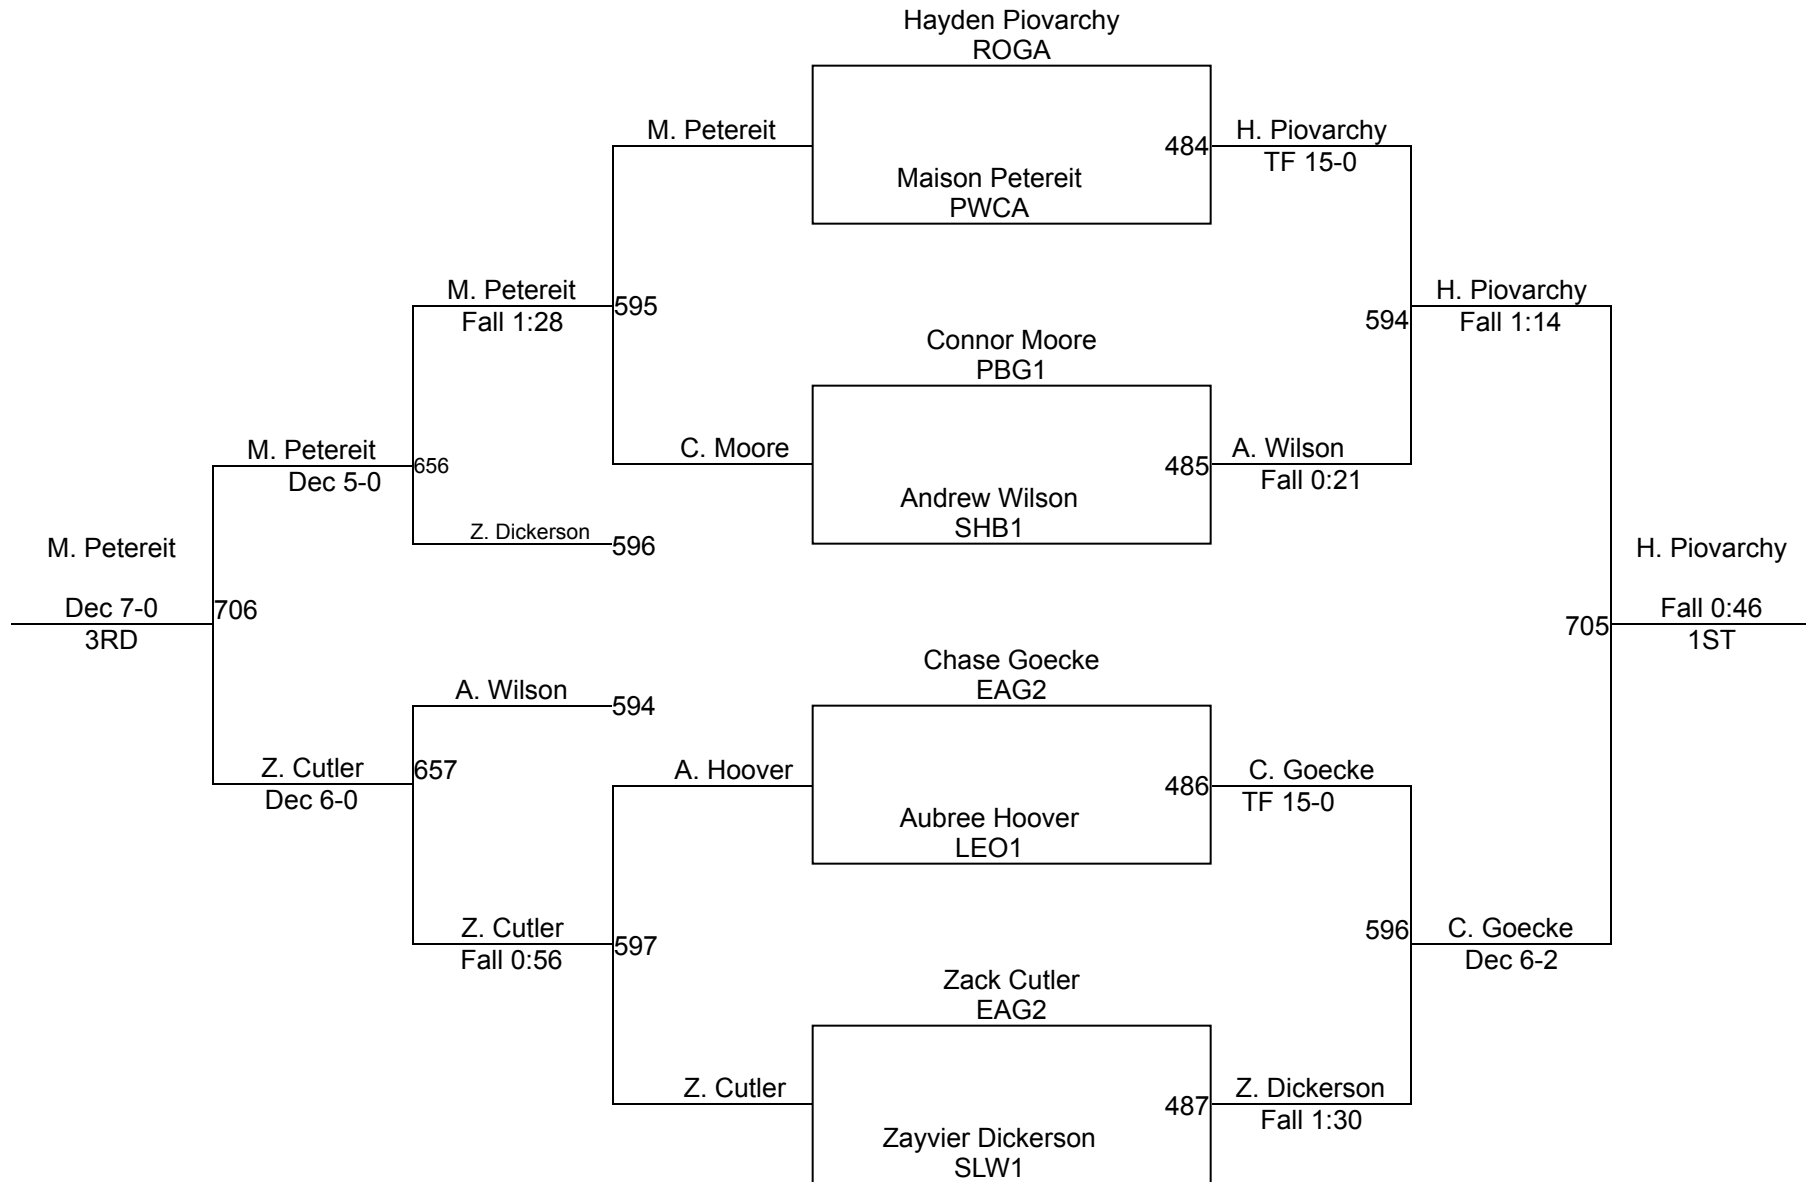 Hayden Piovarchy
ROGA
M. Petereit
484
H. Piovarchy
TF 15-0
Maison Petereit
PWCA
M. Petereit
Fall 1:28
595
594
H. Piovarchy
Fall 1:14
Connor Moore
PBG1
M. Petereit
Dec 5-0
656
C. Moore
485
A. Wilson
Fall 0:21
Andrew Wilson
SHB1
Z. Dickerson
596
M. Petereit
Dec 7-0
3RD
706
H. Piovarchy
705
Fall 0:46
1ST
Chase Goecke
EAG2
A. Wilson
594
Z. Cutler
Dec 6-0
657
A. Hoover
486
C. Goecke
TF 15-0
Aubree Hoover
LEO1
Z. Cutler
Fall 0:56
597
596
C. Goecke
Dec 6-2
Zack Cutler
EAG2
Z. Cutler
487
Z. Dickerson
Fall 1:30
Zayvier Dickerson
SLW1